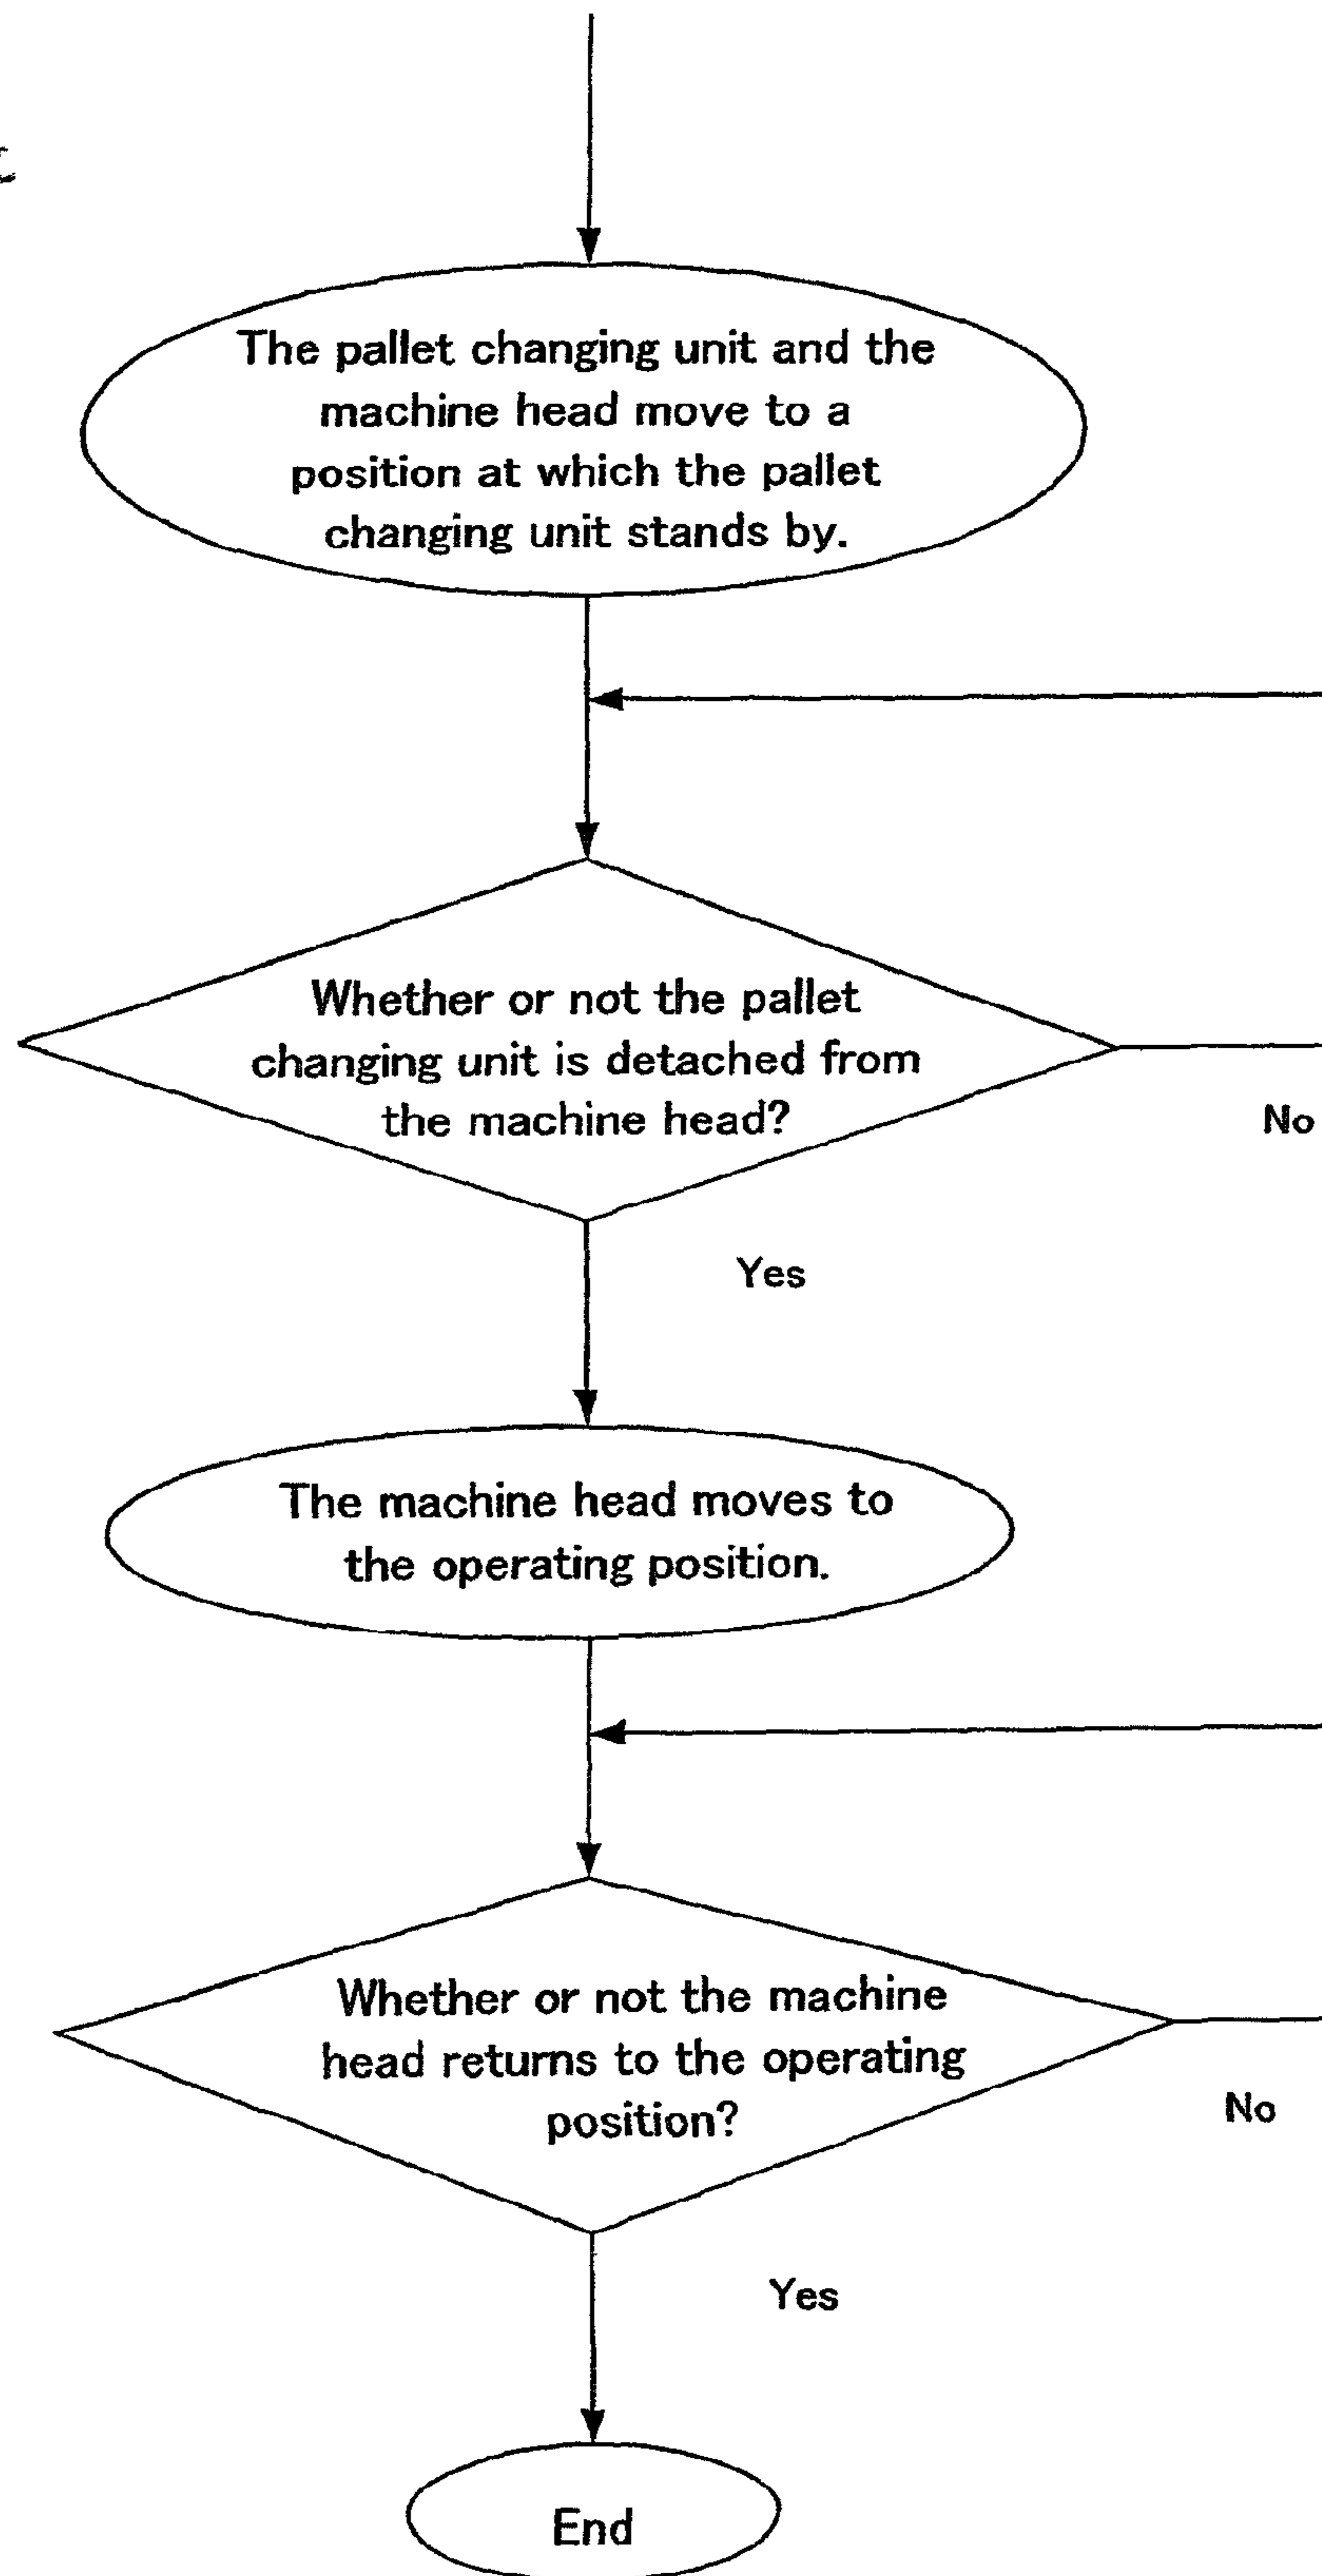 The pallet changing unit and the
machine head move to a
position at which the pallet
changing unit stands by.
Whether or not the pallet
changing unit is detached from
the machine head?
No
Yes
The machine head moves to
the operating position.
Whether or not the machine
head returns to the operating
position?
No
Yes
End